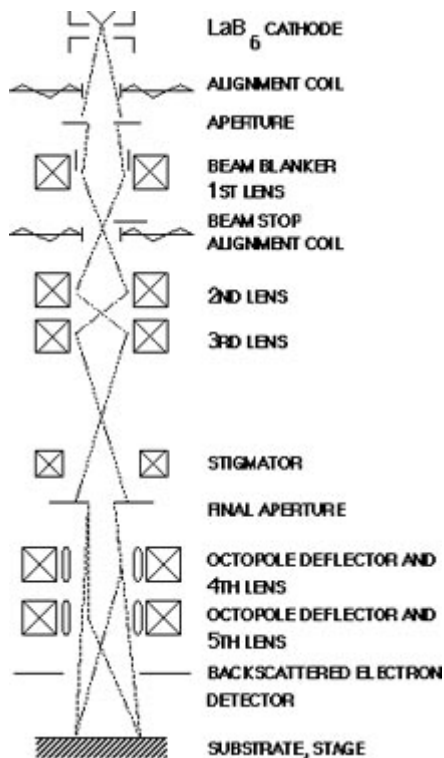 LaB6 CATHODE
ALIGNMENT COIL
APERTURE
BEAM BLANKER
1ST LENS
BEAM STOP
ALIGNMENT COIL
2ND LENS
3RD LENS
STIGMATOR
FINAL APERTURE
OCTOPOLE DEFLECTOR AND
4TH LENS
OCTOPOLE DEFLECTOR AND
5TH LENS
BACKSCATTERED ELECTRON
DETECTOR
SUBSTRATE, STAGE